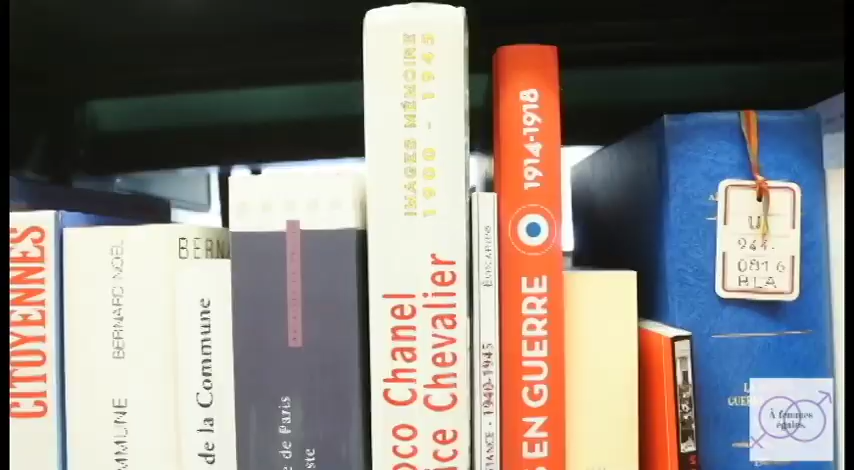 CITOYENNES
BERNARD NOËL
MMUNE
BERN
de la Commune
e de Paris
ste
IMAGES MÉMOIRE
1900 - 1945
oco Chanel
ice Chevalier
1940-1945
1914-1918
S EN GUERRE
U
944.
0816
BLA
À femmes
égales.